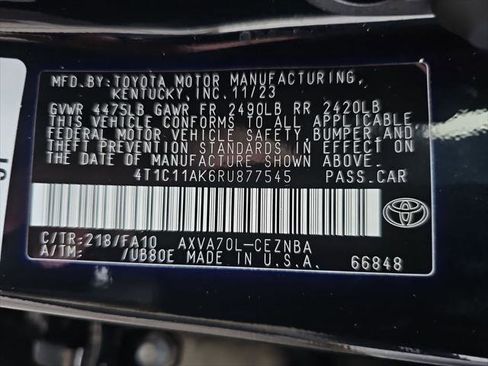 MFD. BY: TOYOTA MOTOR MANUFACTURING,
KENTUCKY, INC. 11/23
GVWR 4475LB GAWR FR 2490LB RR 2420LB
THIS VEHICLE CONFORMS TO ALL APPLICABLE
FEDERAL MOTOR VEHICLE SAFETY, BUMPER, AND
THEFT PREVENTION STANDARDS IN EFFECT ON
THE DATE OF MANUFACTURE SHOWN ABOVE.
4T1C11AK6RU877545 PASS.CAR
C/TR: 218/FA10 AXVA70L-CEZNBA
A/TM: /UB80E MADE IN U.S.A. 66848